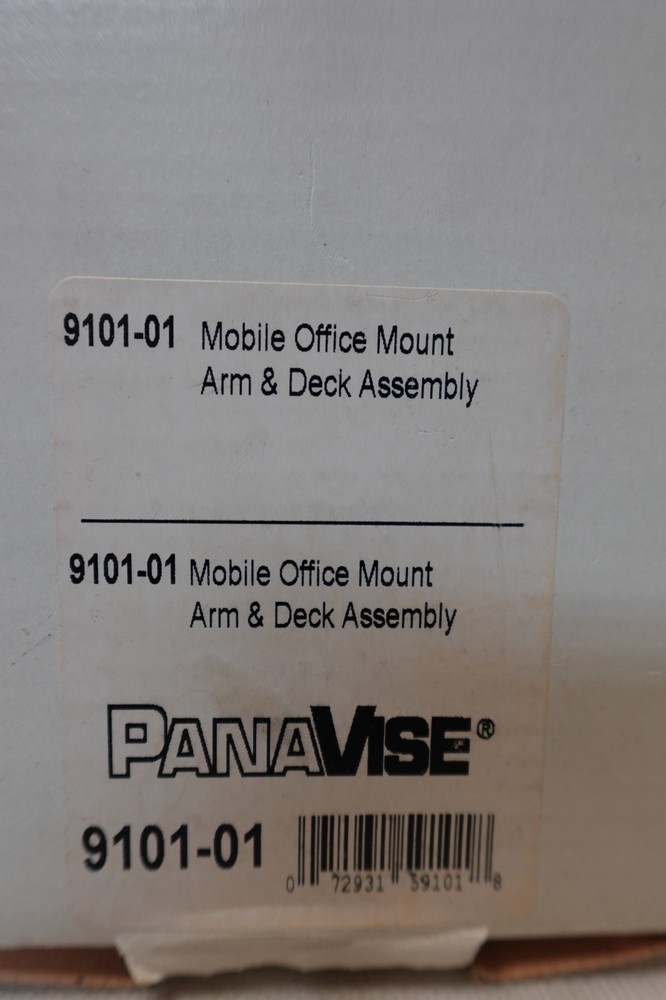 9101-01 Mobile Office Mount
Arm & Deck Assembly
9101-01 Mobile Office Mount
Arm & Deck Assembly
PANAVISE®
9101-01
0 72931 59101 8